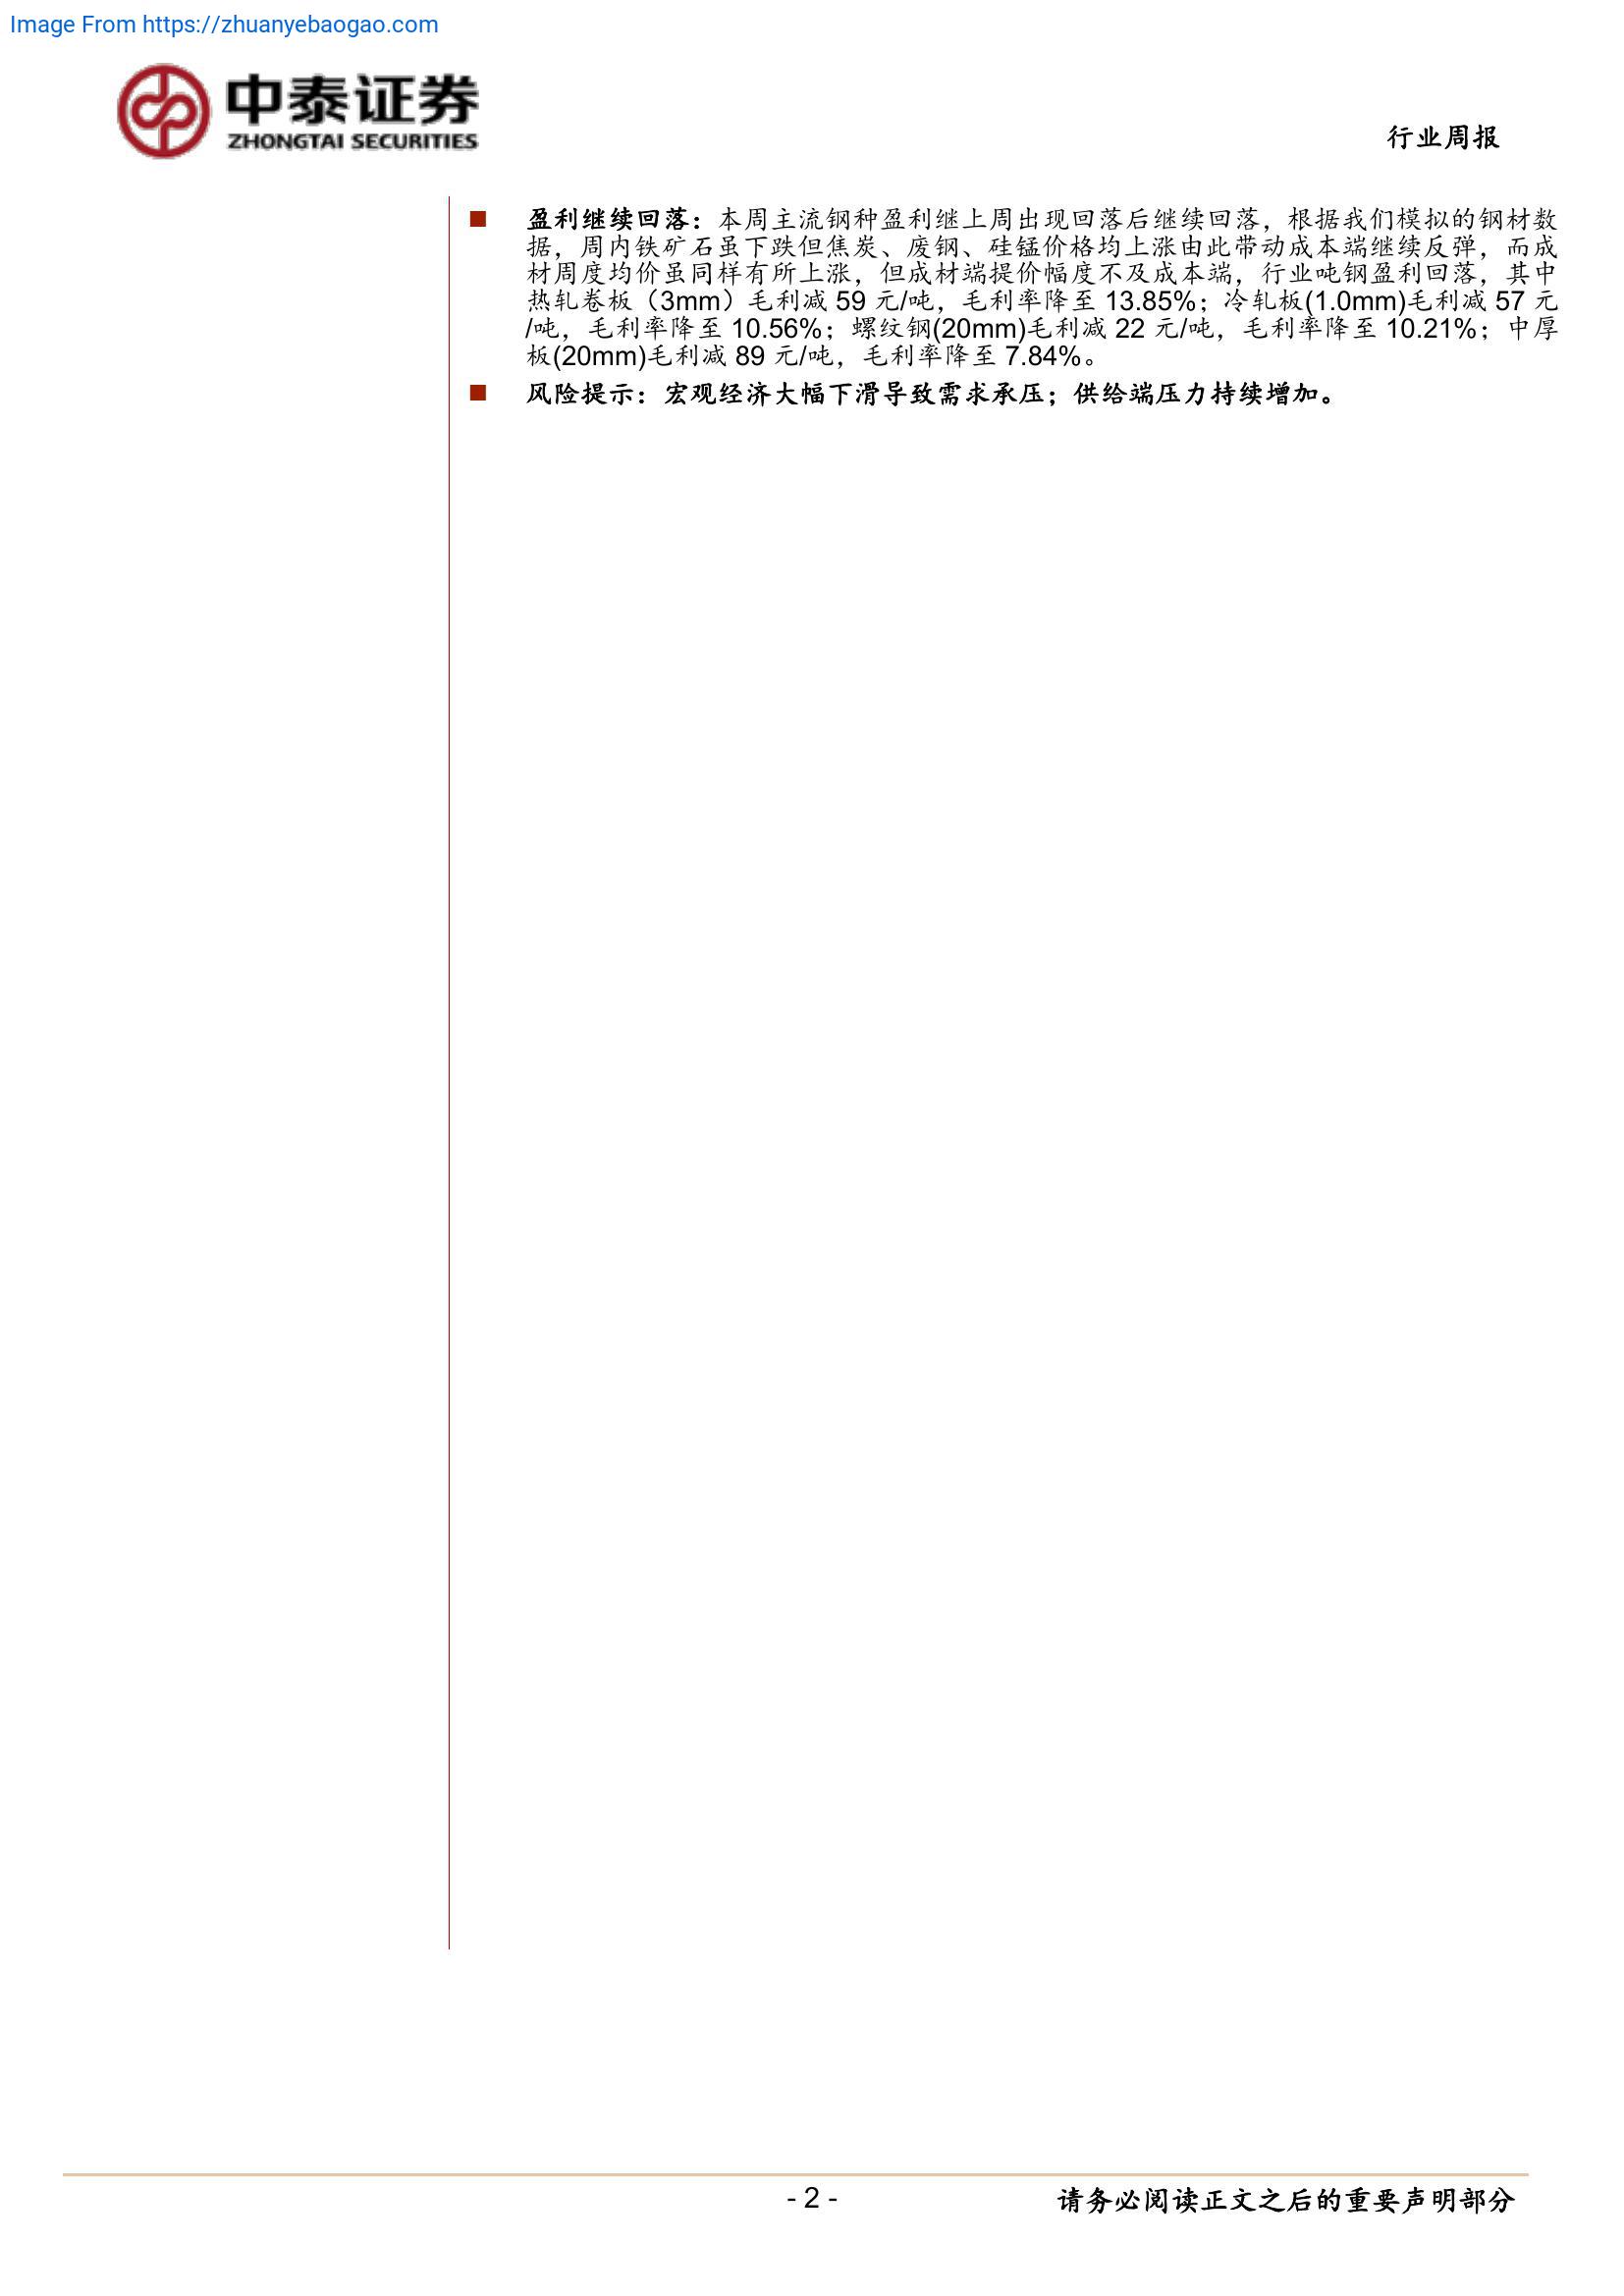 Image From https://zhuanyebaogao.com
中泰证券
ZHONGTAI SECURITIES
行业周报
■ 盈利继续回落：本周主流钢种盈利继上周出现回落后继续回落，根据我们模拟的钢材数
据，周内铁矿石虽下跌但焦炭、废钢、硅锰价格均上涨由此带动成本端继续反弹，而成
材周度均价虽同样有所上涨，但成材端提价幅度不及成本端，行业吨钢盈利回落，其中
热轧卷板（3mm）毛利减 59 元/吨，毛利率降至 13.85%；冷轧板(1.0mm)毛利减 57 元
/吨，毛利率降至 10.56%；螺纹钢(20mm)毛利减 22 元/吨，毛利率降至 10.21%；中厚
板(20mm)毛利减 89 元/吨，毛利率降至 7.84%。
■ 风险提示：宏观经济大幅下滑导致需求承压；供给端压力持续增加。
- 2 -
请务必阅读正文之后的重要声明部分